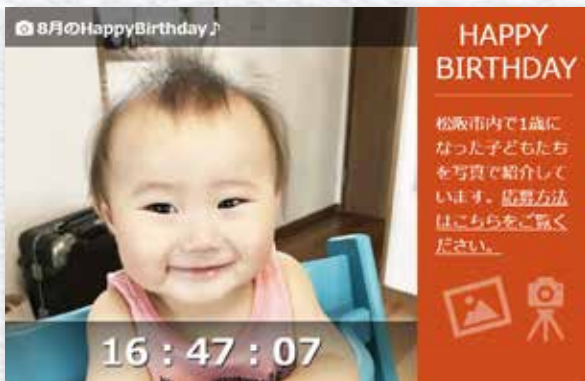 8月のHappyBirthday♪
16：47：07
HAPPY
BIRTHDAY
松阪市内で1歳に
なった子どもたち
を写真で紹介して
います。応募方法
はこちらをご覧く
ださい。